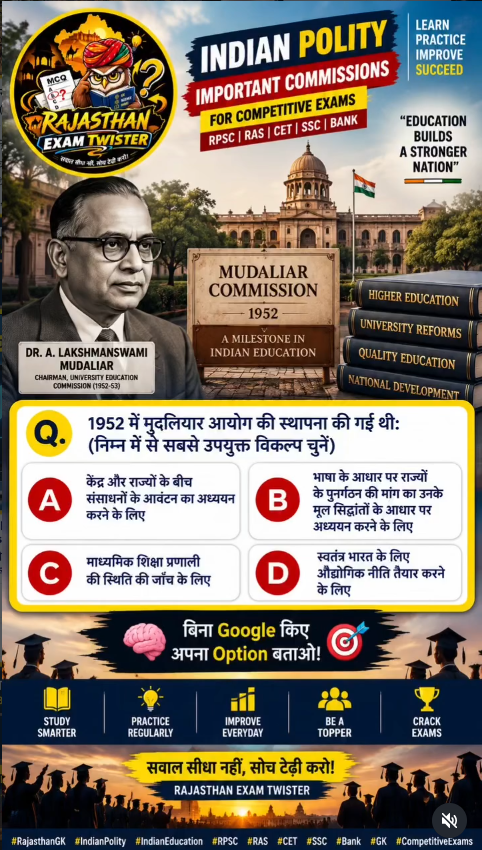 MCQ
RAJASTHAN
EXAM TWISTER
सवाल सीधा नहीं, सोच टेढ़ी करो!
INDIAN POLITY
IMPORTANT COMMISSIONS
FOR COMPETITIVE EXAMS
RPSC | RAS | CET | SSC | BANK
LEARN
PRACTICE
IMPROVE
SUCCEED
“EDUCATION
BUILDS
A STRONGER
NATION”
MUDALIAR
COMMISSION
1952
A MILESTONE IN
INDIAN EDUCATION
HIGHER EDUCATION
UNIVERSITY REFORMS
QUALITY EDUCATION
NATIONAL DEVELOPMENT
DR. A. LAKSHMANSWAMI
MUDALIAR
CHAIRMAN, UNIVERSITY EDUCATION
COMMISSION (1952-53)
Q.
1952 में मुदलियार आयोग की स्थापना की गई थी:
(निम्न में से सबसे उपयुक्त विकल्प चुनें)
A
केंद्र और राज्यों के बीच
संसाधनों के आवंटन का अध्ययन
करने के लिए
B
भाषा के आधार पर राज्यों
के पुनर्गठन की मांग का उनके
मूल सिद्धांतों के आधार पर
अध्ययन करने के लिए
C
माध्यमिक शिक्षा प्रणाली
की स्थिति की जाँच के लिए
D
स्वतंत्र भारत के लिए
औद्योगिक नीति तैयार करने
के लिए
बिना Google किए
अपना Option बताओ!
STUDY
SMARTER
PRACTICE
REGULARLY
IMPROVE
EVERYDAY
BE A
TOPPER
CRACK
EXAMS
सवाल सीधा नहीं, सोच टेढ़ी करो!
RAJASTHAN EXAM TWISTER
#RajasthanGK #IndianPolity #IndianEducation #RPSC #RAS #CET #SSC #Bank #GK #CompetitiveExams